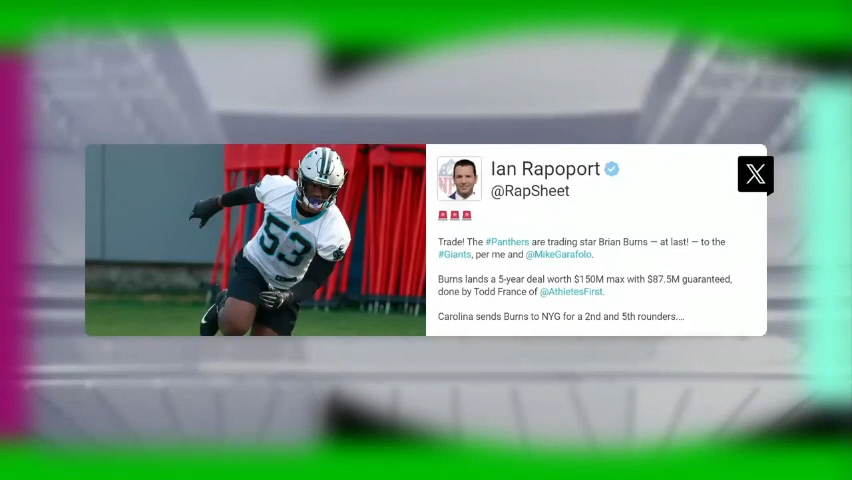 53
Ian Rapoport
@RapSheet
Trade! The #Panthers are trading star Brian Burns — at last! — to the
#Giants, per me and @MikeGarafolo.
Burns lands a 5-year deal worth $150M max with $87.5M guaranteed,
done by Todd France of @AthletesFirst.
Carolina sends Burns to NYG for a 2nd and 5th rounders....